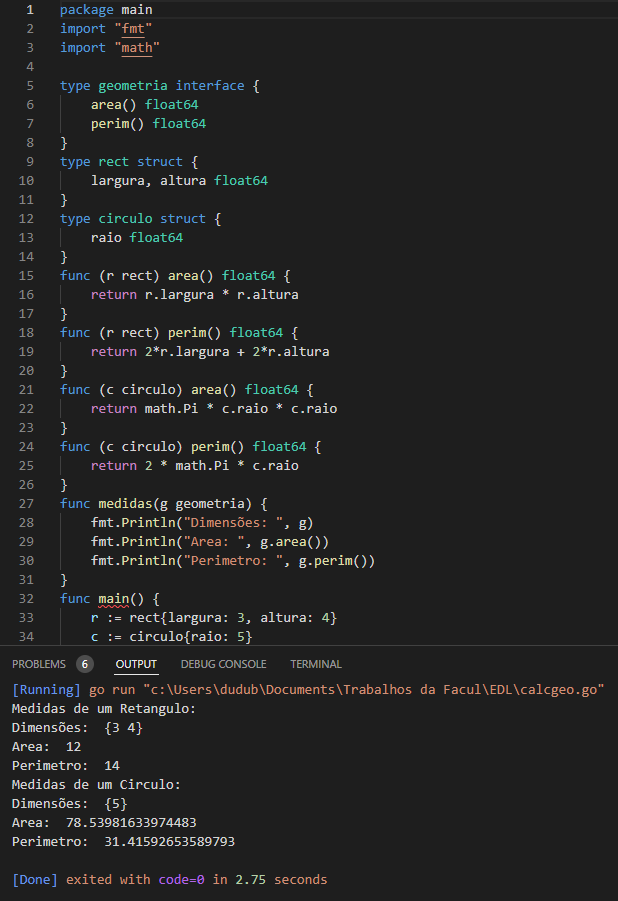 1 package main
2 import "fmt"
3 import "math"
4
5 type geometria interface {
6     area() float64
7     perim() float64
8 }
9 type rect struct {
10     largura, altura float64
11 }
12 type circulo struct {
13     raio float64
14 }
15 func (r rect) area() float64 {
16     return r.largura * r.altura
17 }
18 func (r rect) perim() float64 {
19     return 2*r.largura + 2*r.altura
20 }
21 func (c circulo) area() float64 {
22     return math.Pi * c.raio * c.raio
23 }
24 func (c circulo) perim() float64 {
25     return 2 * math.Pi * c.raio
26 }
27 func medidas(g geometria) {
28     fmt.Println("Dimensões: ", g)
29     fmt.Println("Area: ", g.area())
30     fmt.Println("Perimetro: ", g.perim())
31 }
32 func main() {
33     r := rect{largura: 3, altura: 4}
34     c := circulo{raio: 5}
PROBLEMS 6 OUTPUT DEBUG CONSOLE TERMINAL
[Running] go run "c:\Users\dudub\Documents\Trabalhos da Facul\EDL\calcgeo.go"
Medidas de um Retangulo:
Dimensões:  {3 4}
Area:  12
Perimetro:  14
Medidas de um Circulo:
Dimensões:  {5}
Area:  78.53981633974483
Perimetro:  31.41592653589793

[Done] exited with code=0 in 2.75 seconds